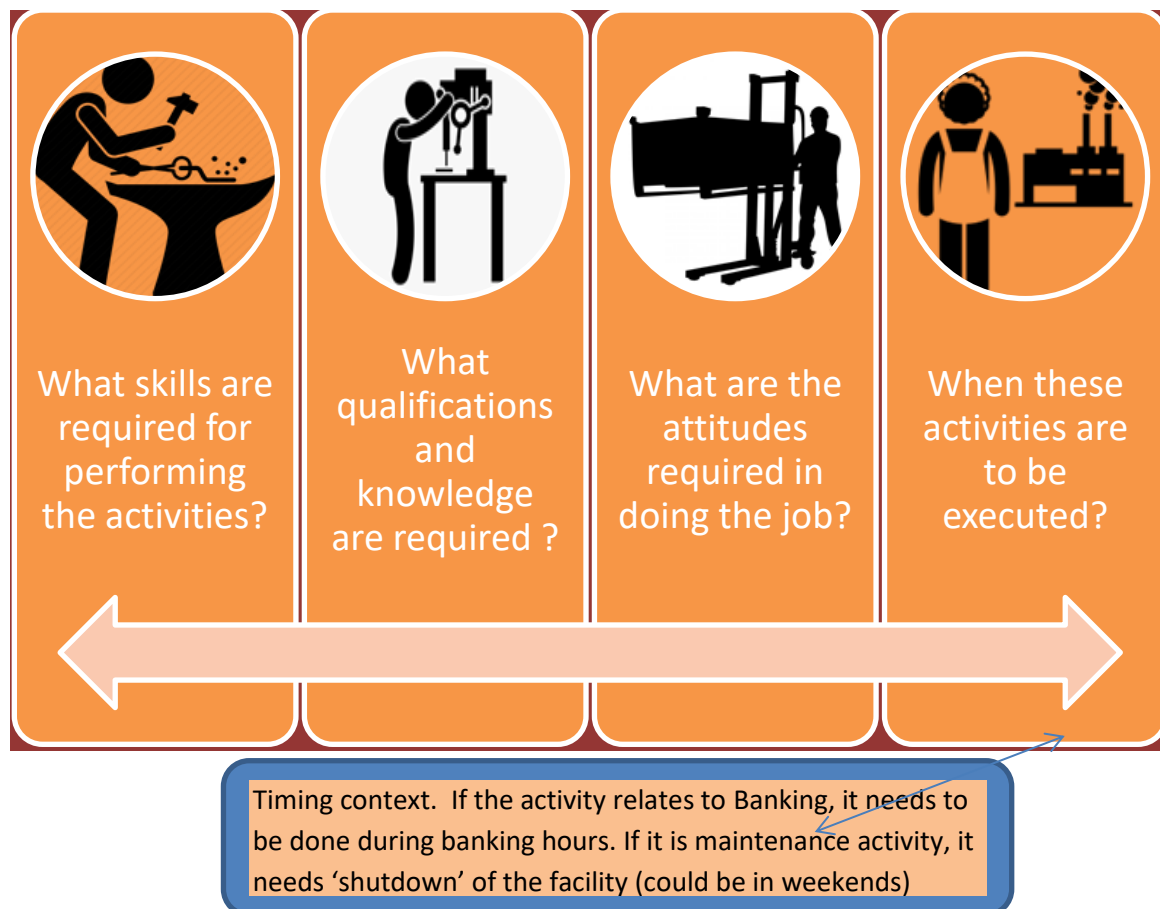 What skills are
required for
performing
the activities?
What
qualifications
and
knowledge
are required ?
What are the
attitudes
required in
doing the job?
When these
activities are
to be
executed?
Timing context.  If the activity relates to Banking, it needs to
be done during banking hours. If it is maintenance activity, it
needs ‘shutdown’ of the facility (could be in weekends)